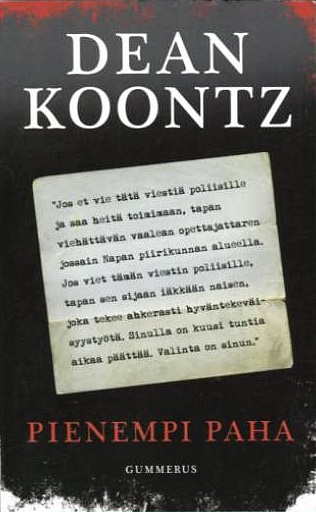 DEAN
KOONTZ
"Jos et vie tätä viestiä poliisille
ja saa heitä toimimaan, tapan
viehättävän vaalean opettajattaren
jossain Napan piirikunnan alueella.
Jos viet tämän viestin poliisille,
tapan sen sijaan iäkkään naisen,
joka tekee ahkerasti hyväntekeväi-
syystyötä. Sinulla on kuusi tuntia
aikaa päättää. Valinta on sinun."
PIENEMPI PAHA
GUMMERUS